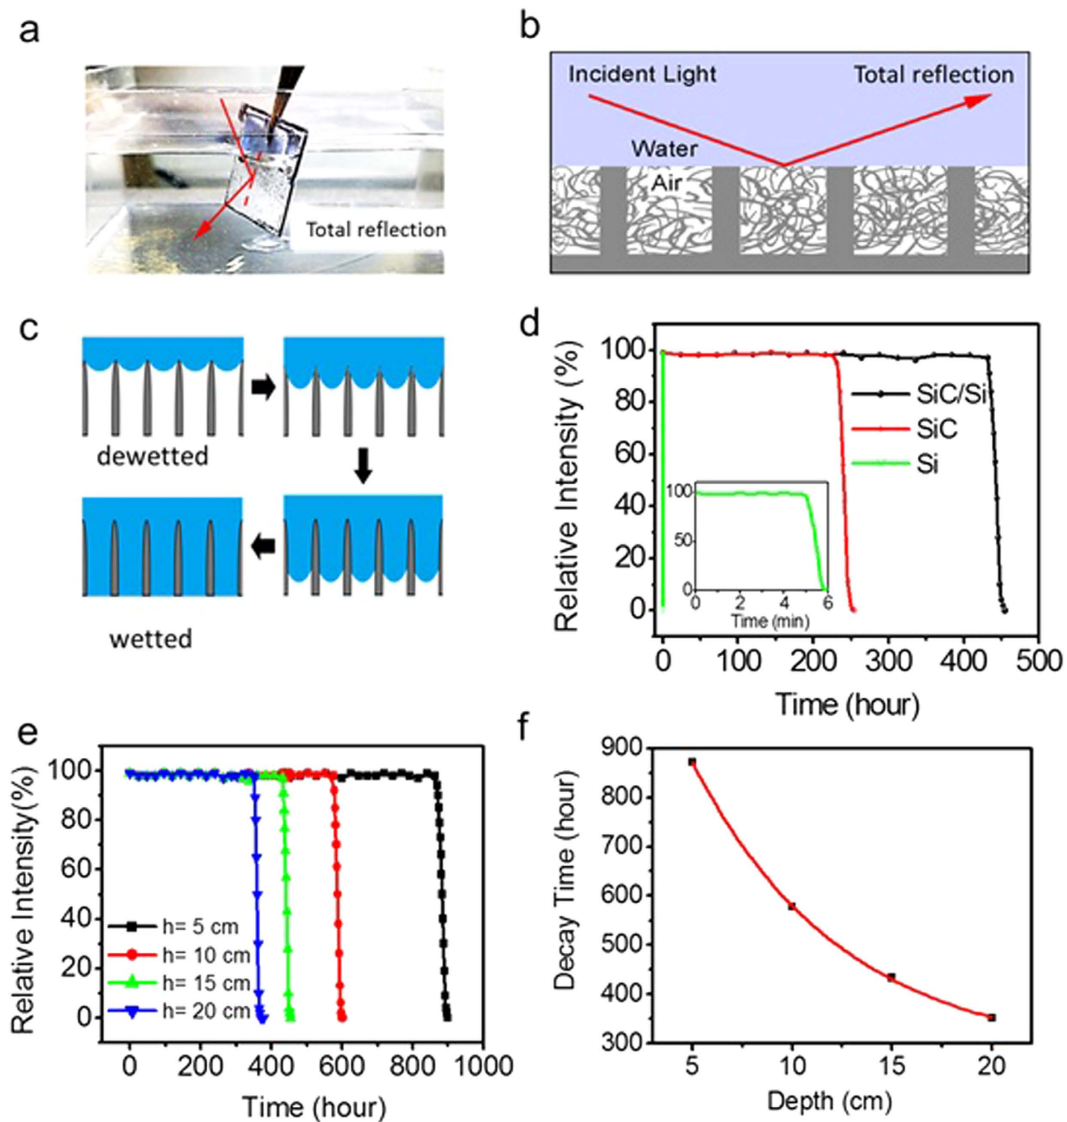 a
Total reflection
b
Incident Light
Total reflection
Water
Air
c
dewetted
wetted
d
Relative Intensity (%)
100
80
60
40
20
0
SiC/Si
SiC
Si
100
50
0
0 2 4 6
Time (min)
0 100 200 300 400 500
Time (hour)
e
Relative Intensity(%)
100
80
60
40
20
0
h= 5 cm
h= 10 cm
h= 15 cm
h= 20 cm
0 200 400 600 800 1000
Time (hour)
f
Decay Time (hour)
900
800
700
600
500
400
300
5 10 15 20
Depth (cm)